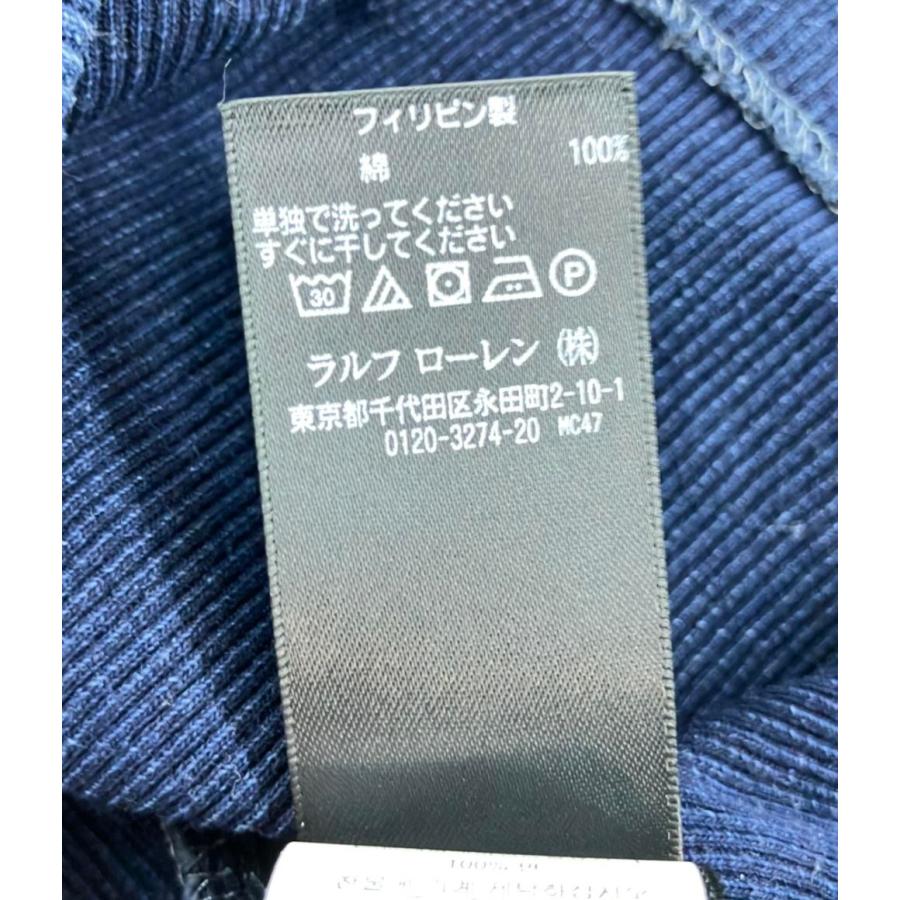 フィリピン製
綿 100%
単独で洗ってください
すぐに干してください
30 P
ラルフ ローレン ㈱
東京都千代田区永田町2-10-1
0120-3274-20 MC47
100%